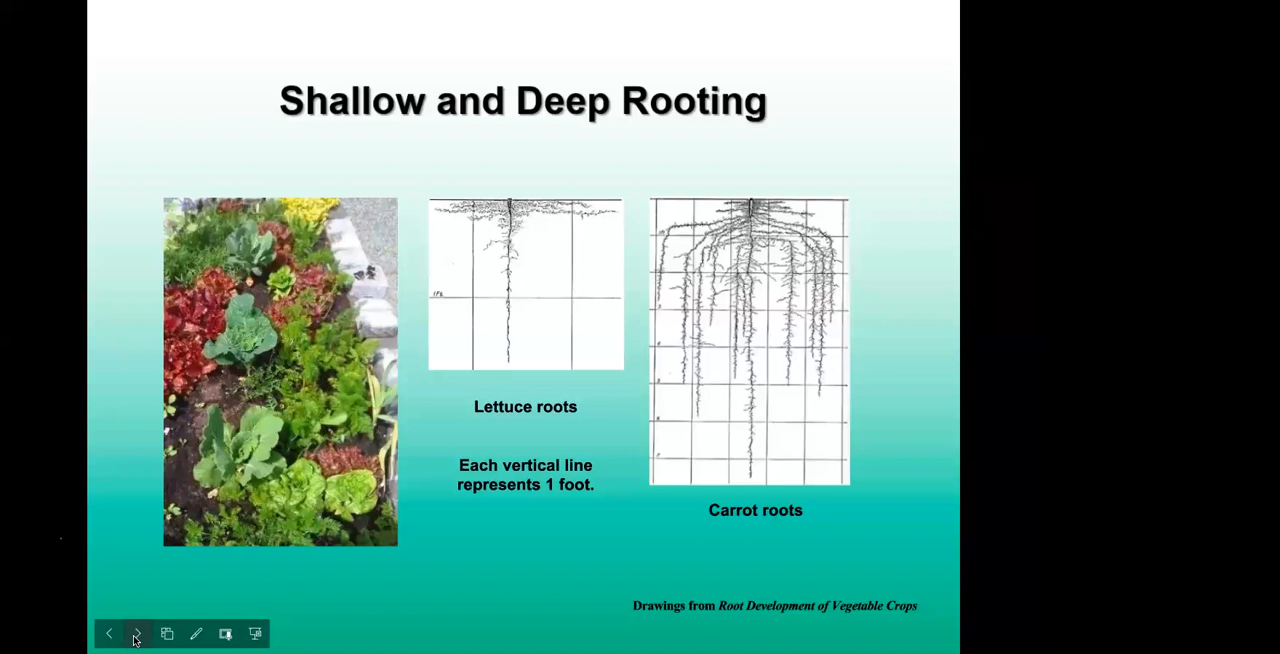 Shallow and Deep Rooting
Lettuce roots
Each vertical line
represents 1 foot.
Carrot roots
Drawings from Root Development of Vegetable Crops